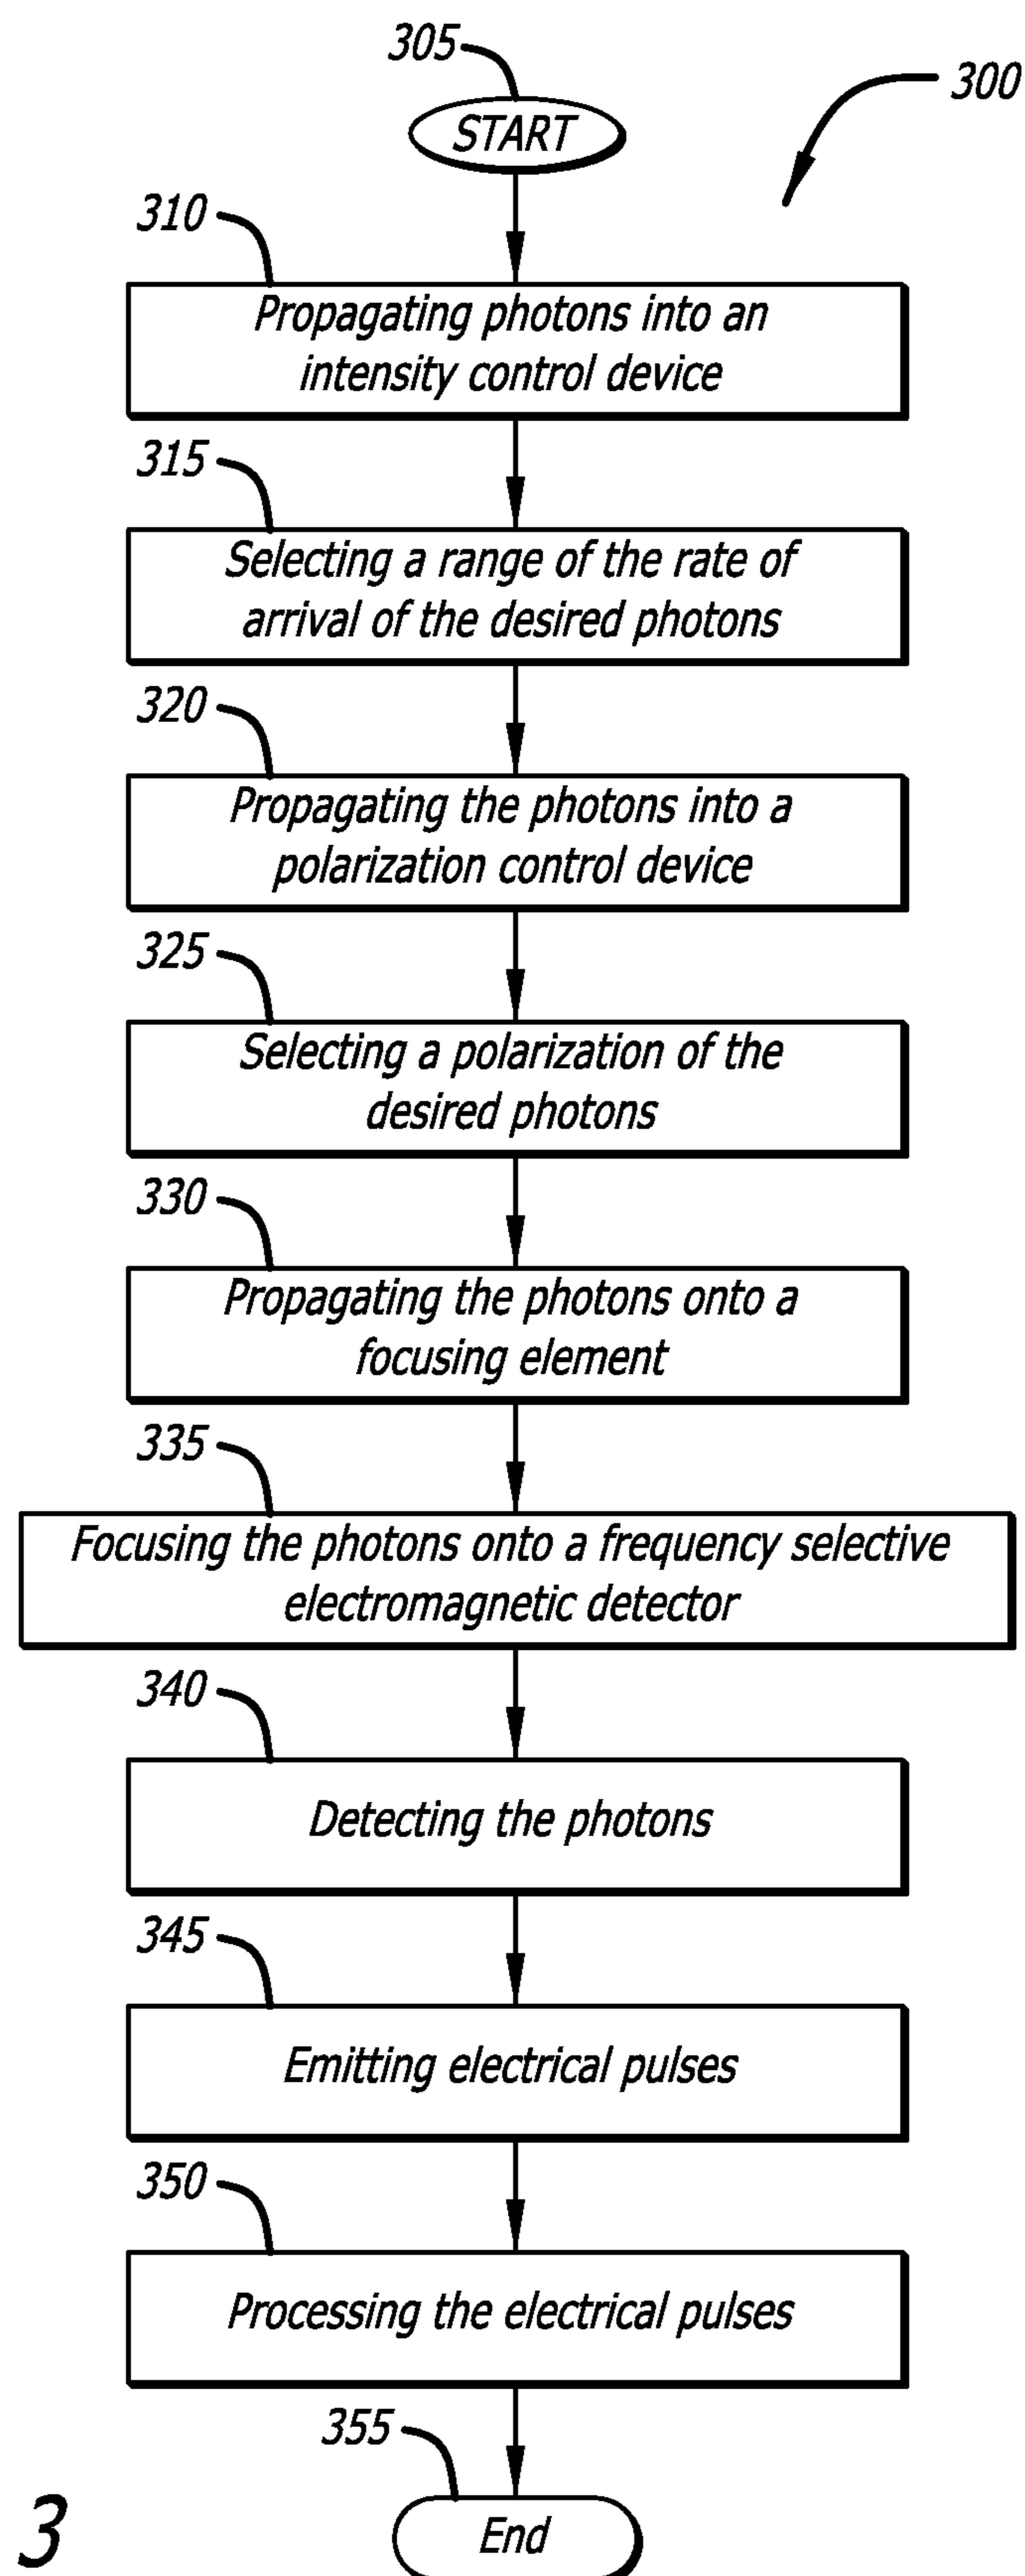 305
300
START
310
Propagating photons into an
intensity control device
315
Selecting a range of the rate of
arrival of the desired photons
320
Propagating the photons into a
polarization control device
325
Selecting a polarization of the
desired photons
330
Propagating the photons onto a
focusing element
335
Focusing the photons onto a frequency selective
electromagnetic detector
340
Detecting the photons
345
Emitting electrical pulses
350
Processing the electrical pulses
355
End
3